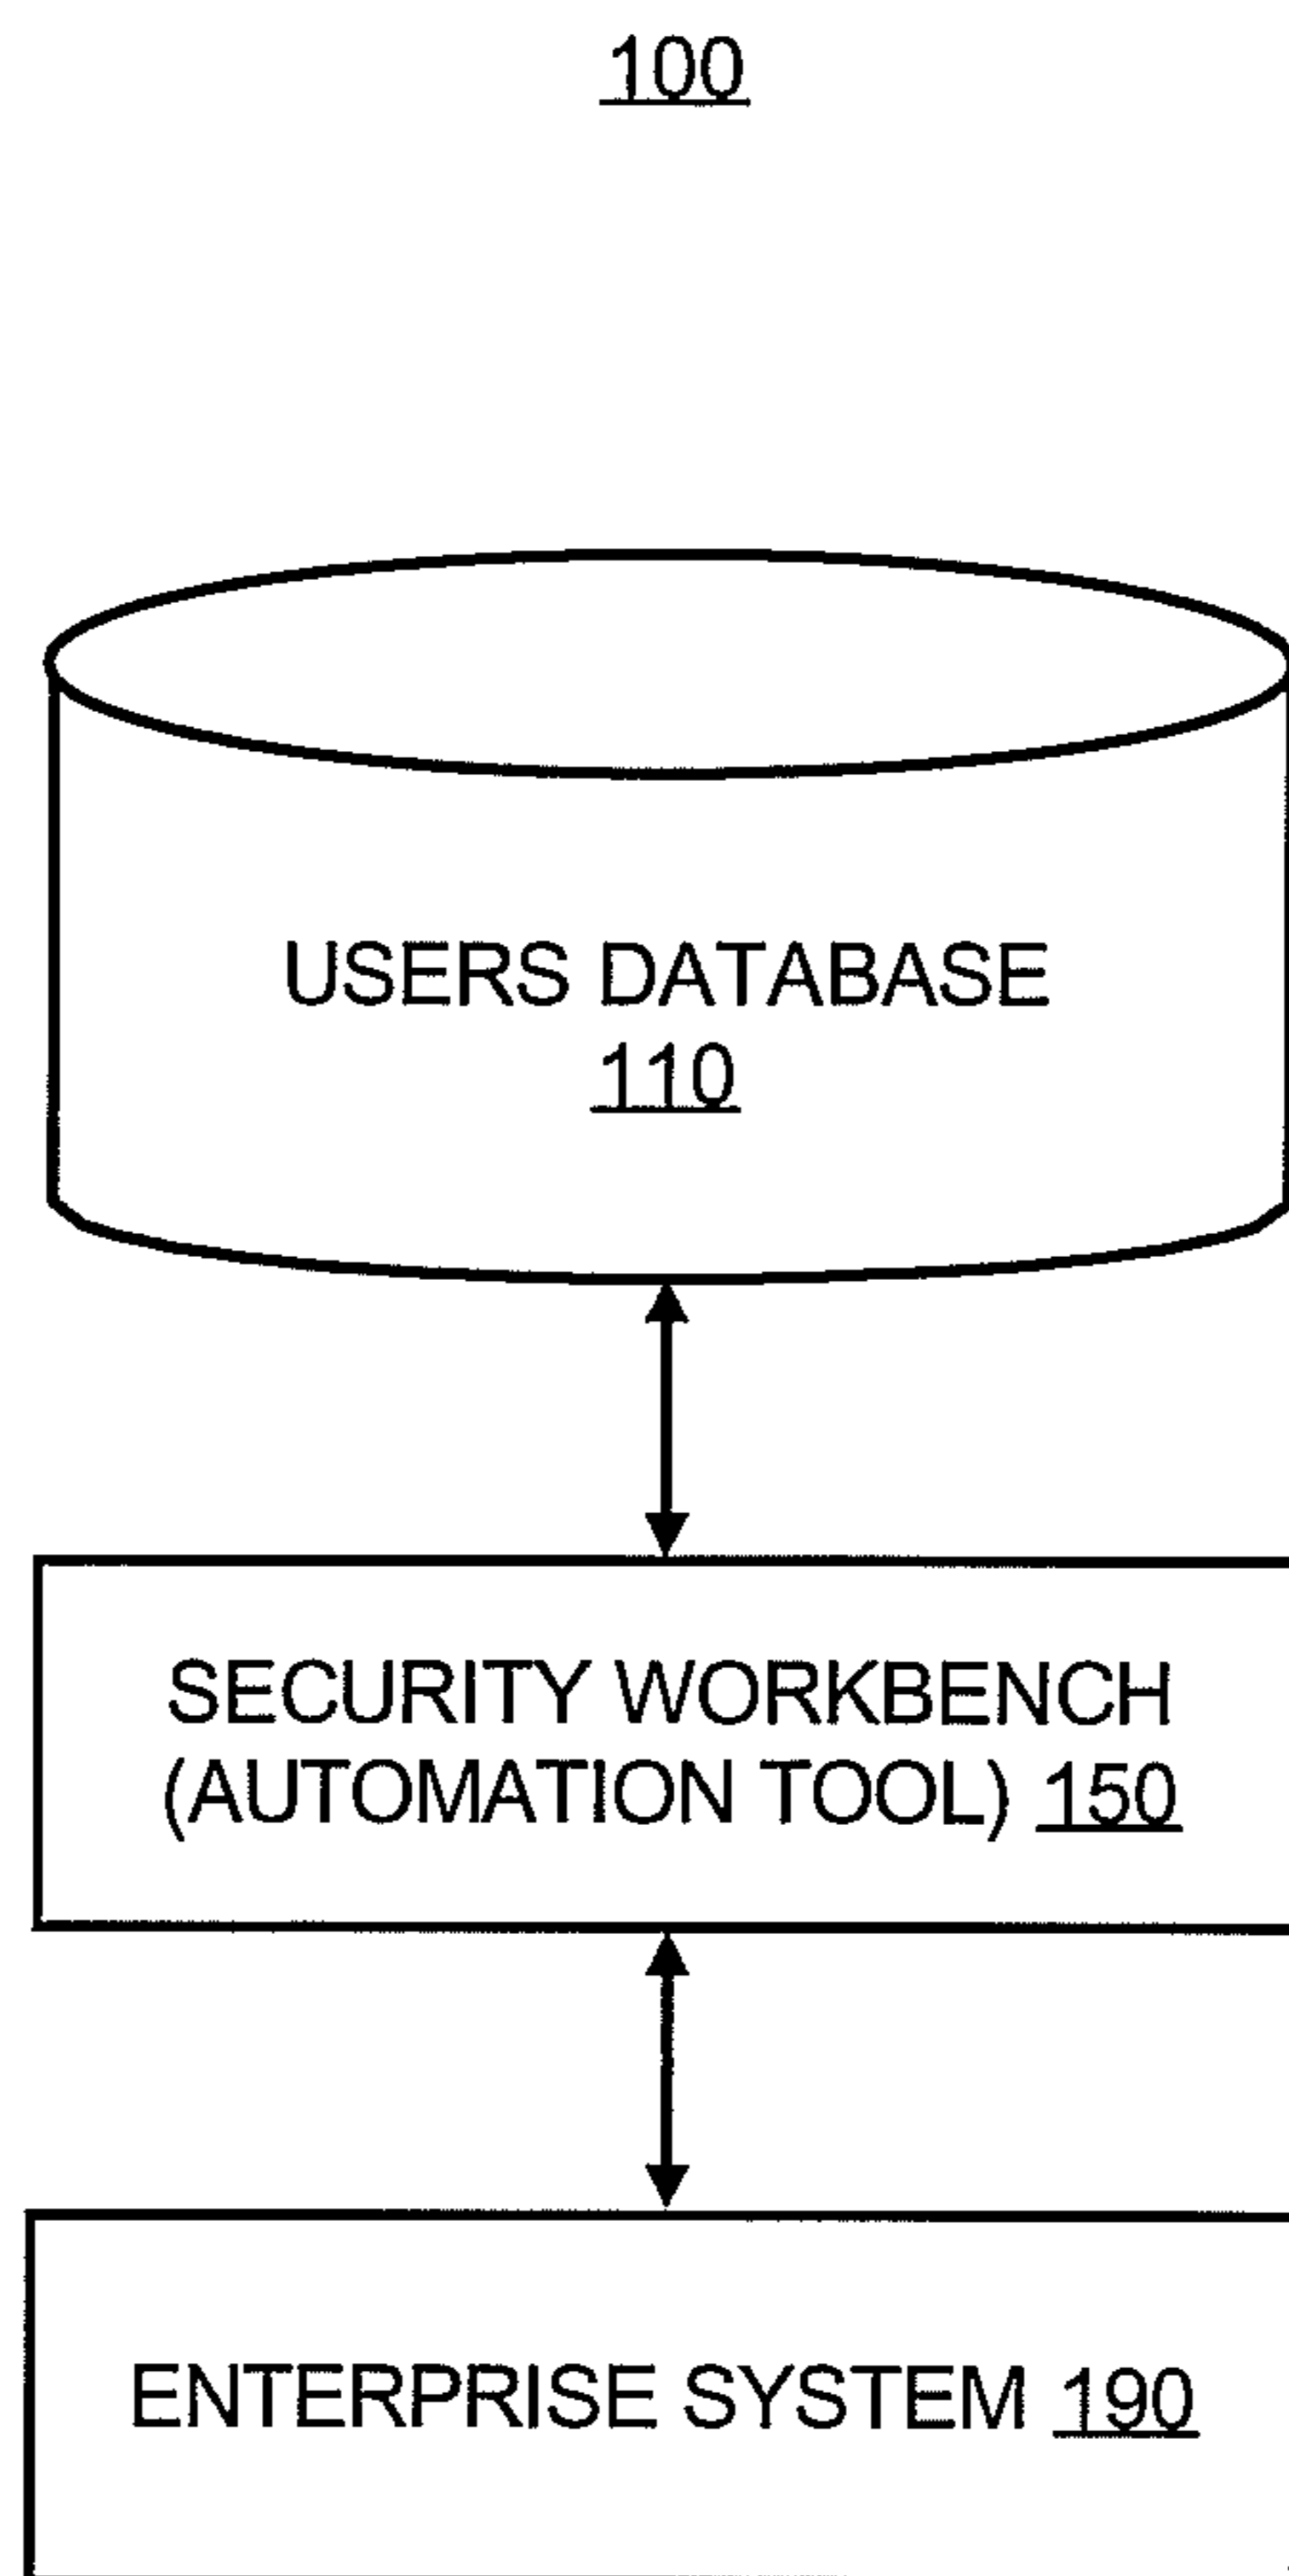 100
USERS DATABASE
110
SECURITY WORKBENCH
(AUTOMATION TOOL) 150
ENTERPRISE SYSTEM 190